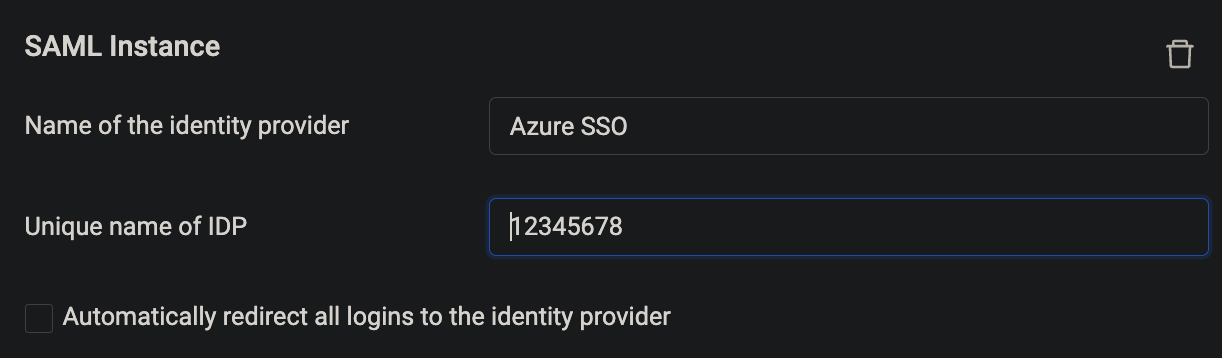 SAML Instance
Name of the identity provider
Azure SSO
Unique name of IDP
12345678
Automatically redirect all logins to the identity provider